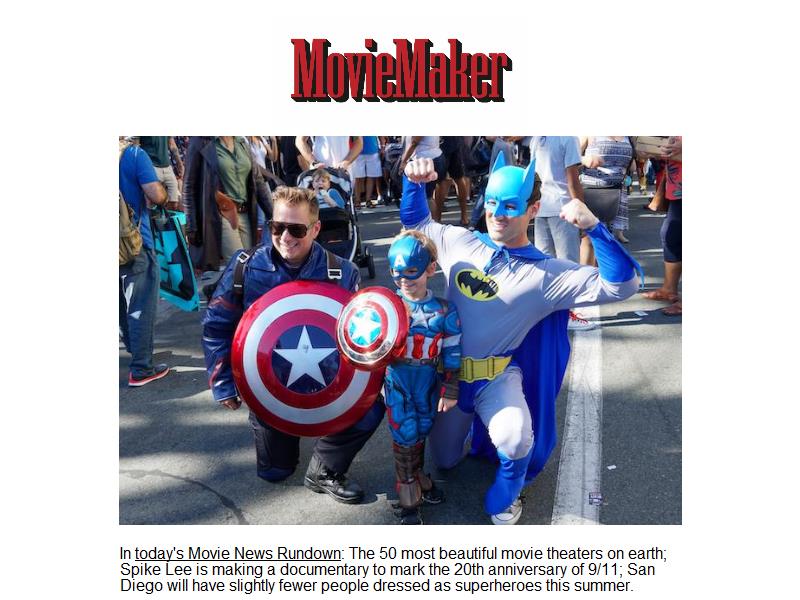 MovieMaker
A
In today's Movie News Rundown: The 50 most beautiful movie theaters on earth;
Spike Lee is making a documentary to mark the 20th anniversary of 9/11; San
Diego will have slightly fewer people dressed as superheroes this summer.